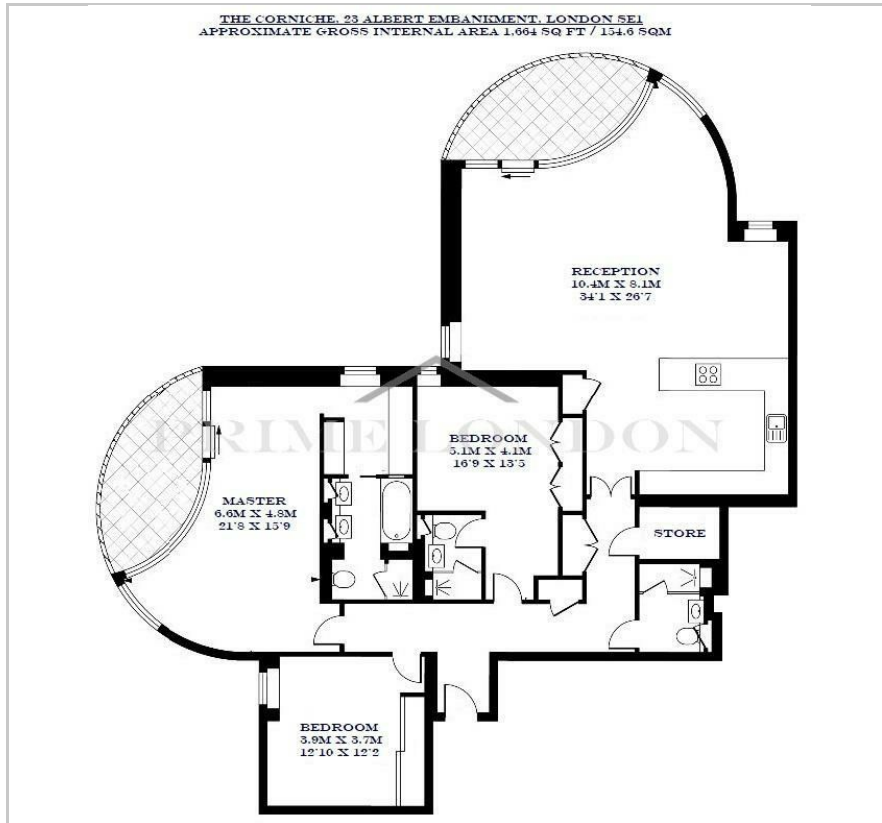 THE CORNICHE, 23 ALBERT EMBANKMENT, LONDON SE1
APPROXIMATE GROSS INTERNAL AREA 1,664 SQ FT / 154.6 SQM
RECEPTION
10.4M X 8.1M
34'1 X 26'7
PRIME LONDON
BEDROOM
5.1M X 4.1M
16'9 X 13'5
MASTER
6.6M X 4.8M
21'8 X 15'9
STORE
BEDROOM
3.9M X 3.7M
12'10 X 12'2